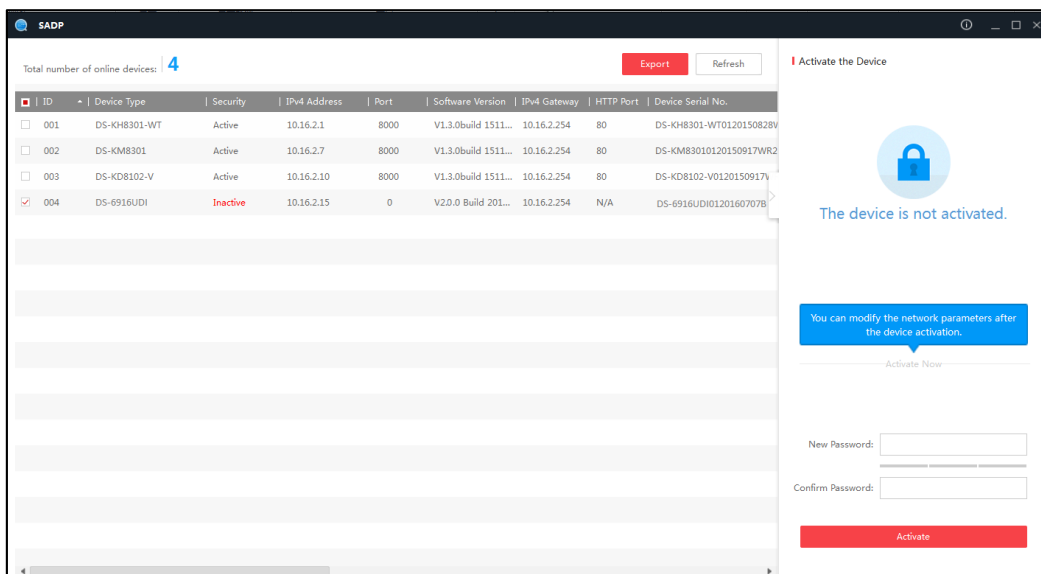 SADP
Total number of online devices: 4
Export
Refresh
ID | Device Type | Security | IPv4 Address | Port | Software Version | IPv4 Gateway | HTTP Port | Device Serial No.
001 DS-KH8301-WT Active 10.16.2.1 8000 V1.3.0build 1511... 10.16.2.254 80 DS-KH8301-WT0120150828V
002 DS-KM8301 Active 10.16.2.7 8000 V1.3.0build 1511... 10.16.2.254 80 DS-KM83010120150917WR2
003 DS-KD8102-V Active 10.16.2.10 8000 V1.3.0build 1511... 10.16.2.254 80 DS-KD8102-V0120150917V
004 DS-6916UDI Inactive 10.16.2.15 0 V2.0.0 Build 201... 10.16.2.254 N/A DS-6916UDI0120160707B
Activate the Device
The device is not activated.
You can modify the network parameters after
the device activation.
Activate Now
New Password:
Confirm Password:
Activate